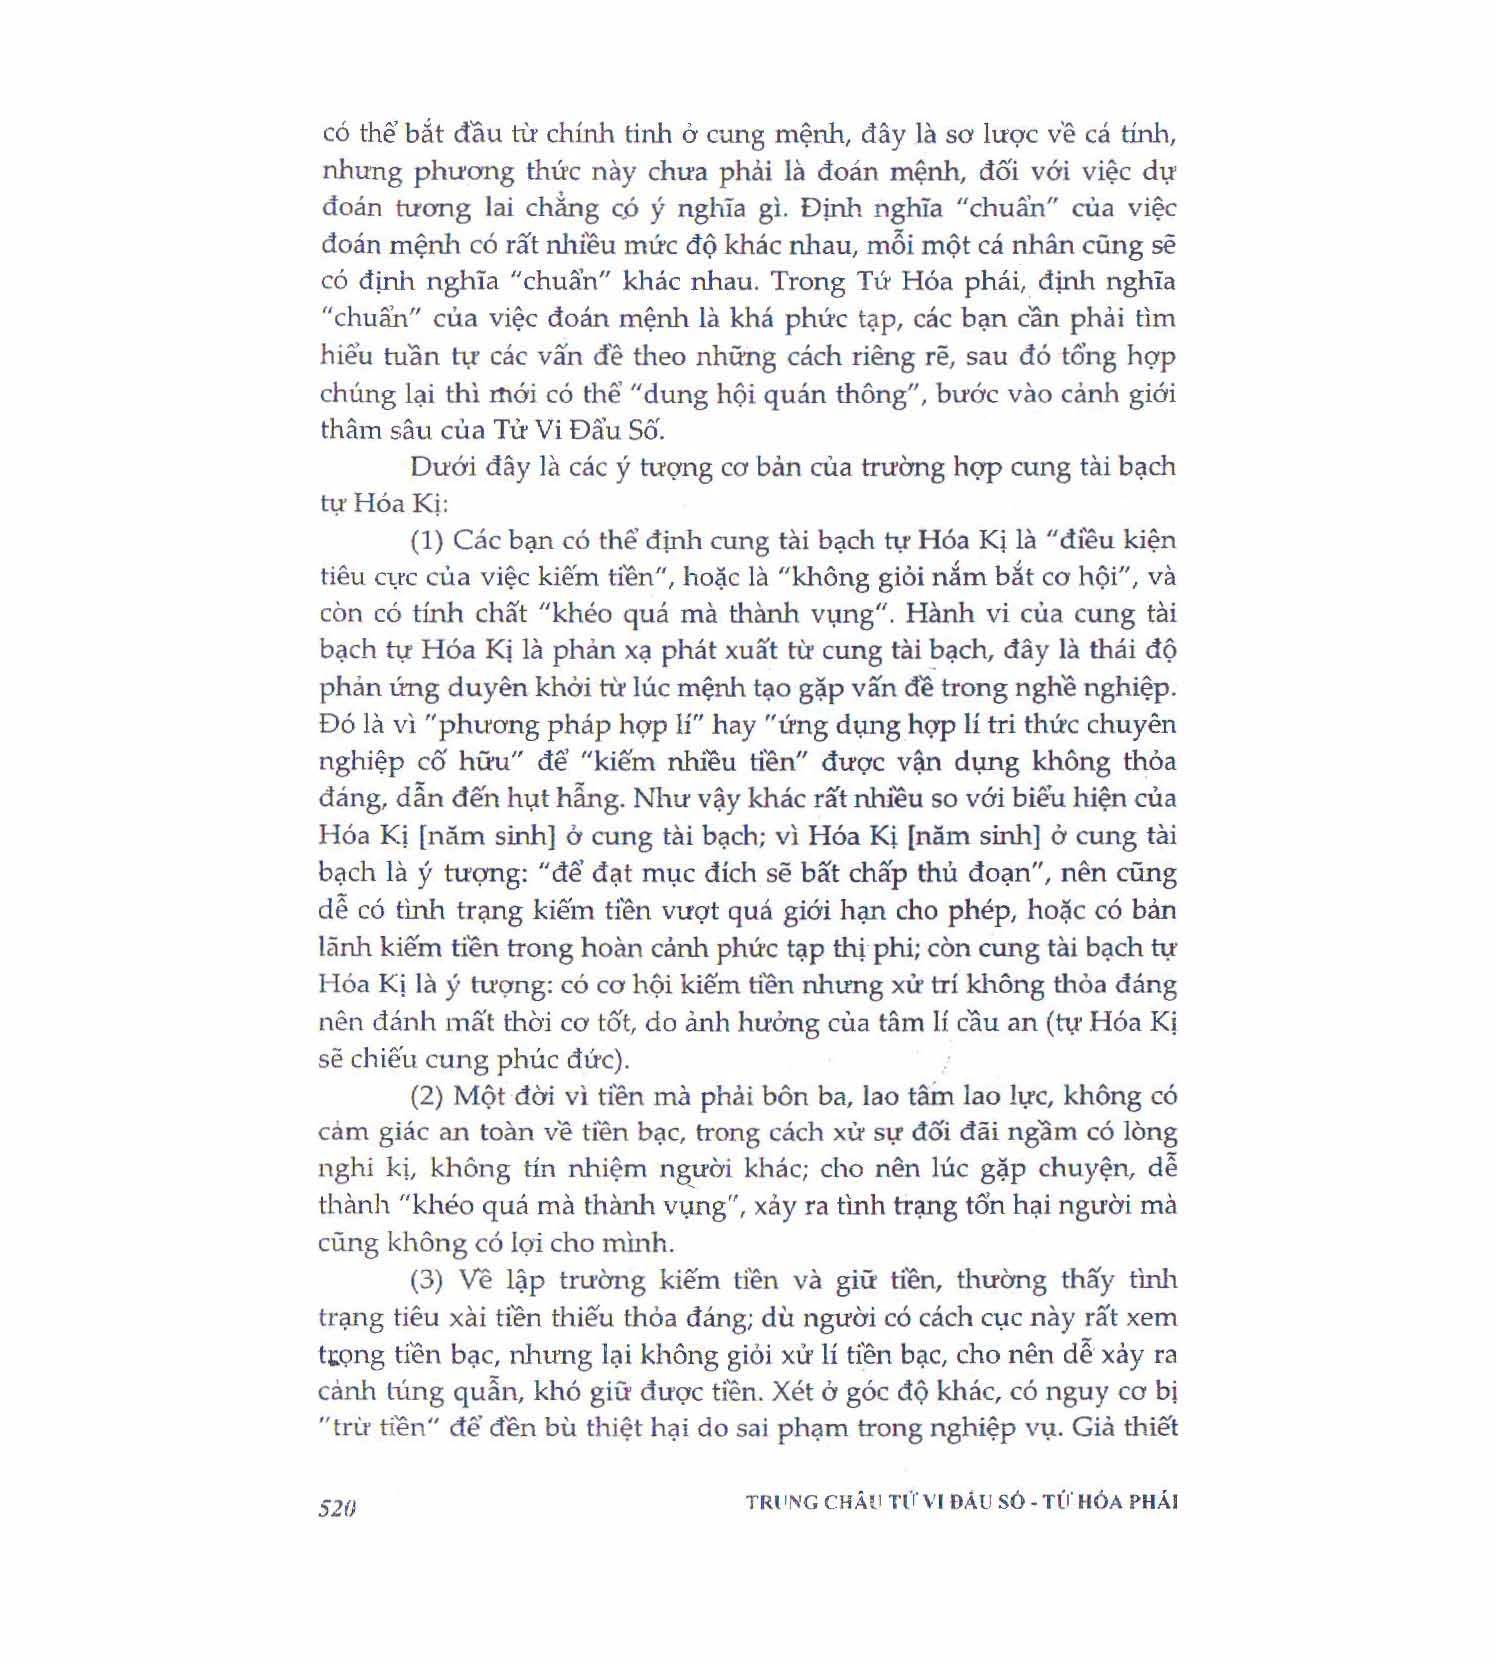 có thể bắt đầu từ chính tinh ở cung mệnh, đây là sơ lược về cá tính,
nhưng phương thức này chưa phải là đoán mệnh, đối với việc dự
đoán tương lai chẳng có ý nghĩa gì. Định nghĩa "chuẩn" của việc
đoán mệnh có rất nhiều mức độ khác nhau, mỗi một cá nhân cũng sẽ
có định nghĩa "chuẩn" khác nhau. Trong Tứ Hóa phái, định nghĩa
"chuẩn" của việc đoán mệnh là khá phức tạp, các bạn cần phải tìm
hiểu tuần tự các vấn đề theo những cách riêng rẽ, sau đó tổng hợp
chúng lại thì mới có thể "dung hội quán thông", bước vào cảnh giới
thâm sâu của Tử Vi Đẩu Số.
Dưới đây là các ý tượng cơ bản của trường hợp cung tài bạch
tự Hóa Kị:
(1) Các bạn có thể định cung tài bạch tự Hóa Kị là "điều kiện
tiêu cực của việc kiếm tiền", hoặc là "không giỏi nắm bắt cơ hội", và
còn có tính chất "khéo quá mà thành vụng". Hành vi của cung tài
bạch tự Hóa Kị là phản xạ phát xuất từ cung tài bạch, đây là thái độ
phản ứng duyên khởi từ lúc mệnh tạo gặp vấn đề trong nghề nghiệp.
Đó là vì "phương pháp hợp lí" hay "ứng dụng hợp lí tri thức chuyên
nghiệp cố hữu" để "kiếm nhiều tiền" được vận dụng không thỏa
đáng, dẫn đến hụt hẫng. Như vậy khác rất nhiều so với biểu hiện của
Hóa Kị [năm sinh] ở cung tài bạch; vì Hóa Kị [năm sinh] ở cung tài
bạch là ý tượng: "để đạt mục đích sẽ bất chấp thủ đoạn", nên cũng
dễ có tình trạng kiếm tiền vượt quá giới hạn cho phép, hoặc có bản
lãnh kiếm tiền trong hoàn cảnh phức tạp thị phi; còn cung tài bạch tự
Hóa Kị là ý tượng: có cơ hội kiếm tiền nhưng xử trí không thỏa đáng
nên đánh mất thời cơ tốt, do ảnh hưởng của tâm lí cầu an (tự Hóa Kị
sẽ chiếu cung phúc đức).
(2) Một đời vì tiền mà phải bôn ba, lao tâm lao lực, không có
cảm giác an toàn về tiền bạc, trong cách xử sự đối đãi ngầm có lòng
nghi kị, không tín nhiệm người khác; cho nên lúc gặp chuyện, dễ
thành "khéo quá mà thành vụng", xảy ra tình trạng tổn hại người mà
cũng không có lợi cho mình.
(3) Về lập trường kiếm tiền và giữ tiền, thường thấy tình
trạng tiêu xài tiền thiếu thỏa đáng; dù người có cách cục này rất xem
trọng tiền bạc, nhưng lại không giỏi xử lí tiền bạc, cho nên dễ xảy ra
cảnh túng quẫn, khó giữ được tiền. Xét ở góc độ khác, có nguy cơ bị
"trừ tiền" để đền bù thiệt hại do sai phạm trong nghiệp vụ. Giả thiết
520
TRUNG CHÂU TỬ VI ĐẨU SỐ - TỨ HÓA PHÁI